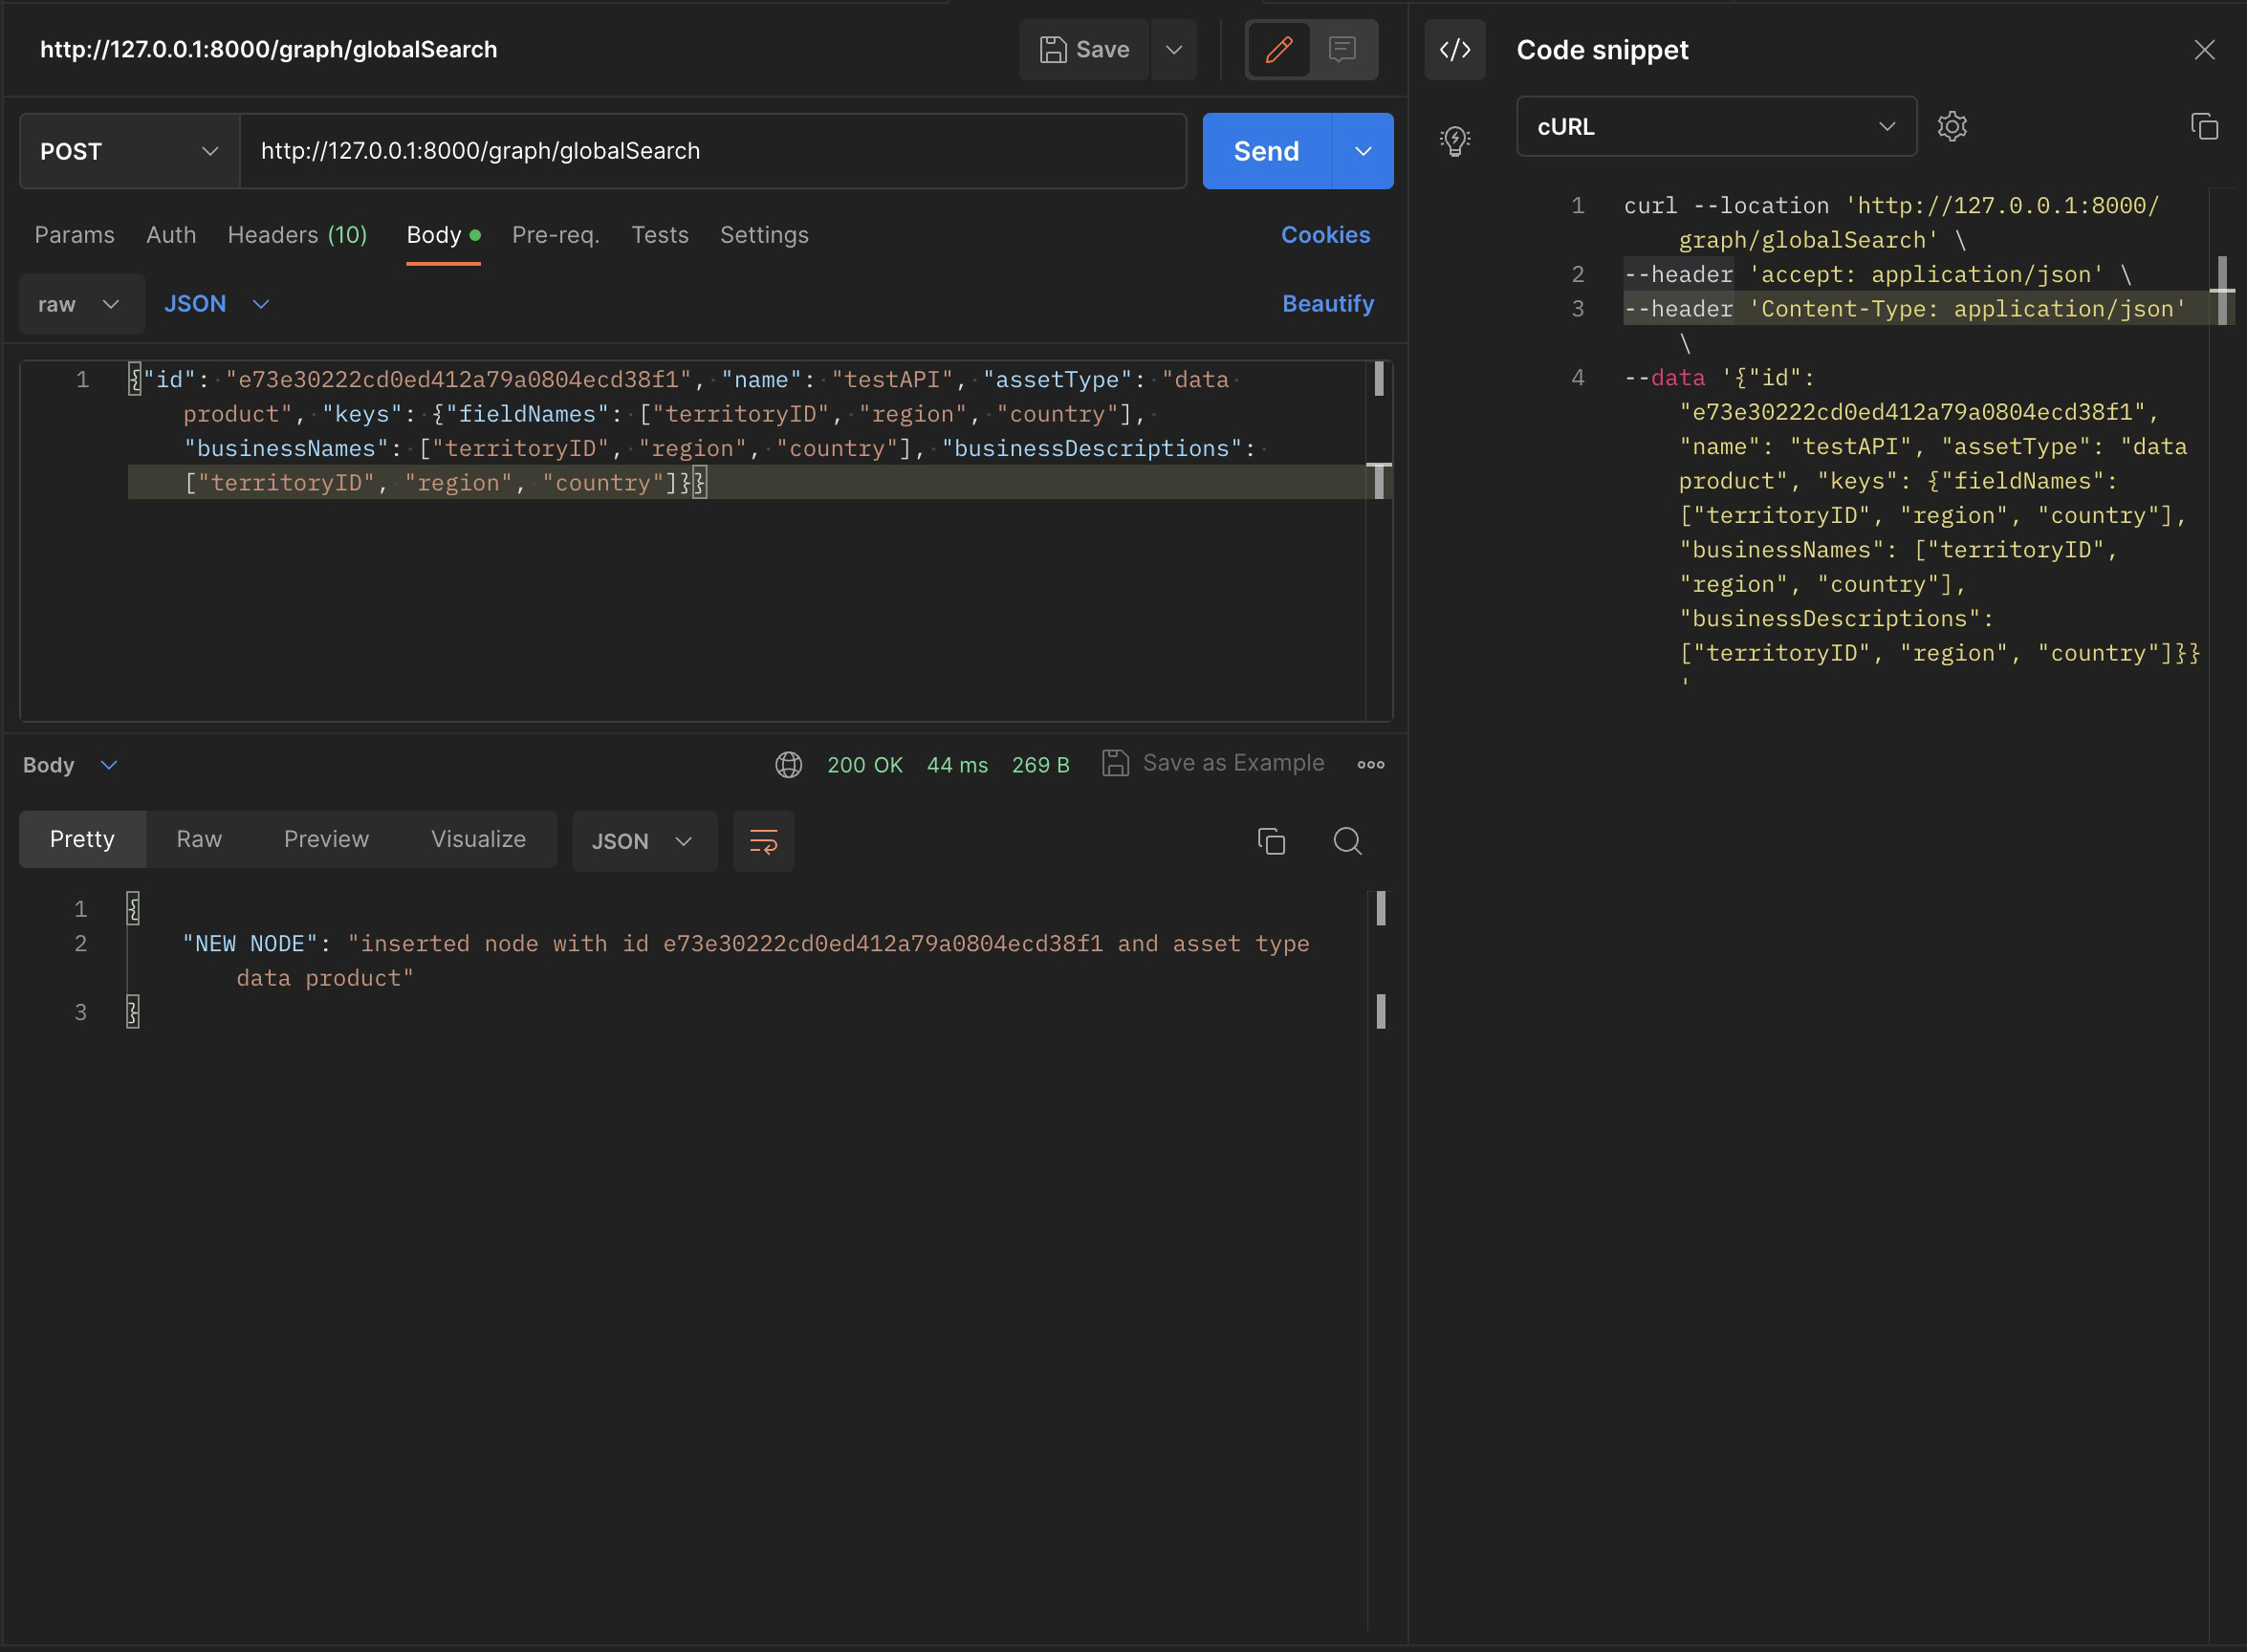 http://127.0.0.1:8000/graph/globalSearch
Save
POST
http://127.0.0.1:8000/graph/globalSearch
Send
Params Auth Headers (10) Body Pre-req. Tests Settings Cookies
raw JSON Beautify
1 {"id": "e73e30222cd0ed412a79a0804ecd38f1", "name": "testAPI", "assetType": "data
product", "keys": {"fieldNames": ["territoryID", "region", "country"],
"businessNames": ["territoryID", "region", "country"], "businessDescriptions":
["territoryID", "region", "country"]}}
Body 200 OK 44 ms 269 B Save as Example
Pretty Raw Preview Visualize JSON
1 {
2 "NEW NODE": "inserted node with id e73e30222cd0ed412a79a0804ecd38f1 and asset type
data product"
3 }
</> Code snippet
cURL
1 curl --location 'http://127.0.0.1:8000/
graph/globalSearch' \
2 --header 'accept: application/json' \
3 --header 'Content-Type: application/json'
\
4 --data '{"id":
"e73e30222cd0ed412a79a0804ecd38f1",
"name": "testAPI", "assetType": "data
product", "keys": {"fieldNames":
["territoryID", "region", "country"],
"businessNames": ["territoryID",
"region", "country"],
"businessDescriptions":
["territoryID", "region", "country"]}}
'